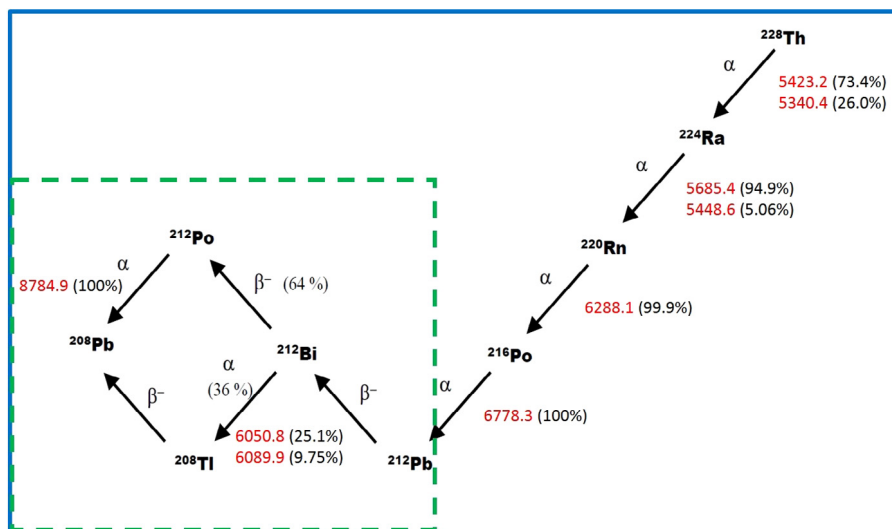 ²²⁸Th
α
5423.2 (73.4%)
5340.4 (26.0%)
²²⁴Ra
α
5685.4 (94.9%)
5448.6 (5.06%)
²²⁰Rn
α
6288.1 (99.9%)
²¹⁶Po
α
6778.3 (100%)
²¹²Pb
β⁻
²¹²Bi
β⁻ (64 %)
²¹²Po
α
8784.9 (100%)
²⁰⁸Pb
α
(36 %)
6050.8 (25.1%)
6089.9 (9.75%)
²⁰⁸Tl
β⁻